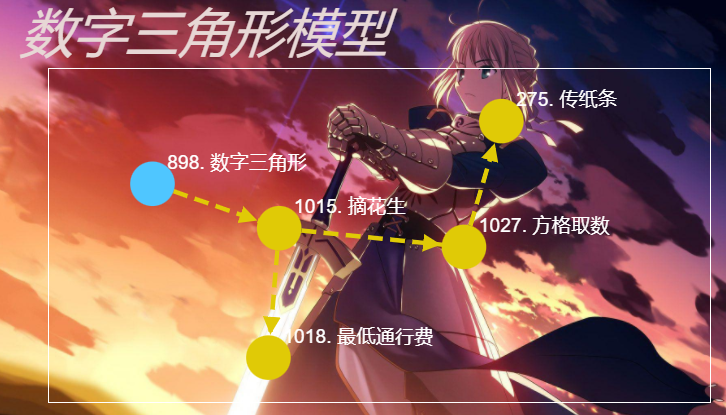 数字三角形模型
275. 传纸条
898. 数字三角形
1015. 摘花生
1027. 方格取数
1018. 最低通行费